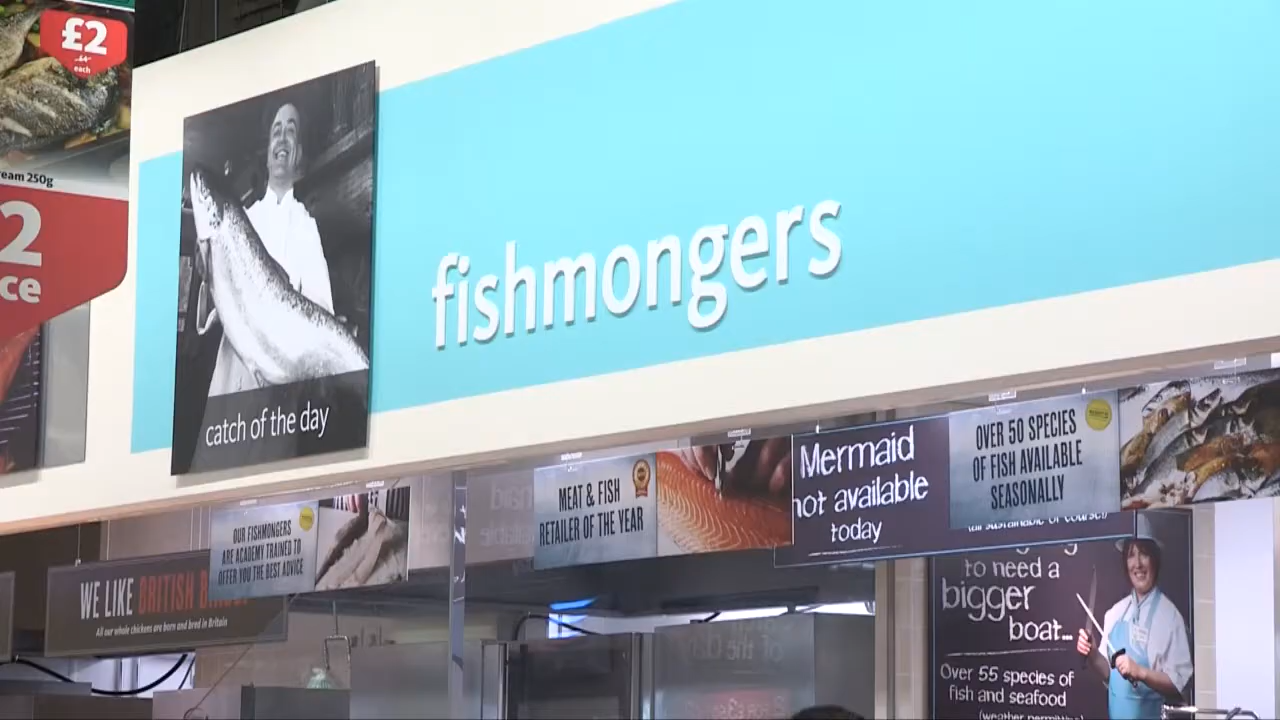 £2
each
eam 250g
2
ce
catch of the day
fishmongers
OUR FISHMONGERS
ARE ACADEMY TRAINED TO
OFFER YOU THE BEST ADVICE
WE LIKE BRITISH
All our whole chickens are born and bred in Britain
MEAT & FISH
RETAILER OF THE YEAR
Mermaid
not available
today
OVER 50 SPECIES
OF FISH AVAILABLE
SEASONALLY
(all sustainable of course!)
to need a
bigger
boat...
Over 55 species of
fish and seafood
(weather permitting)